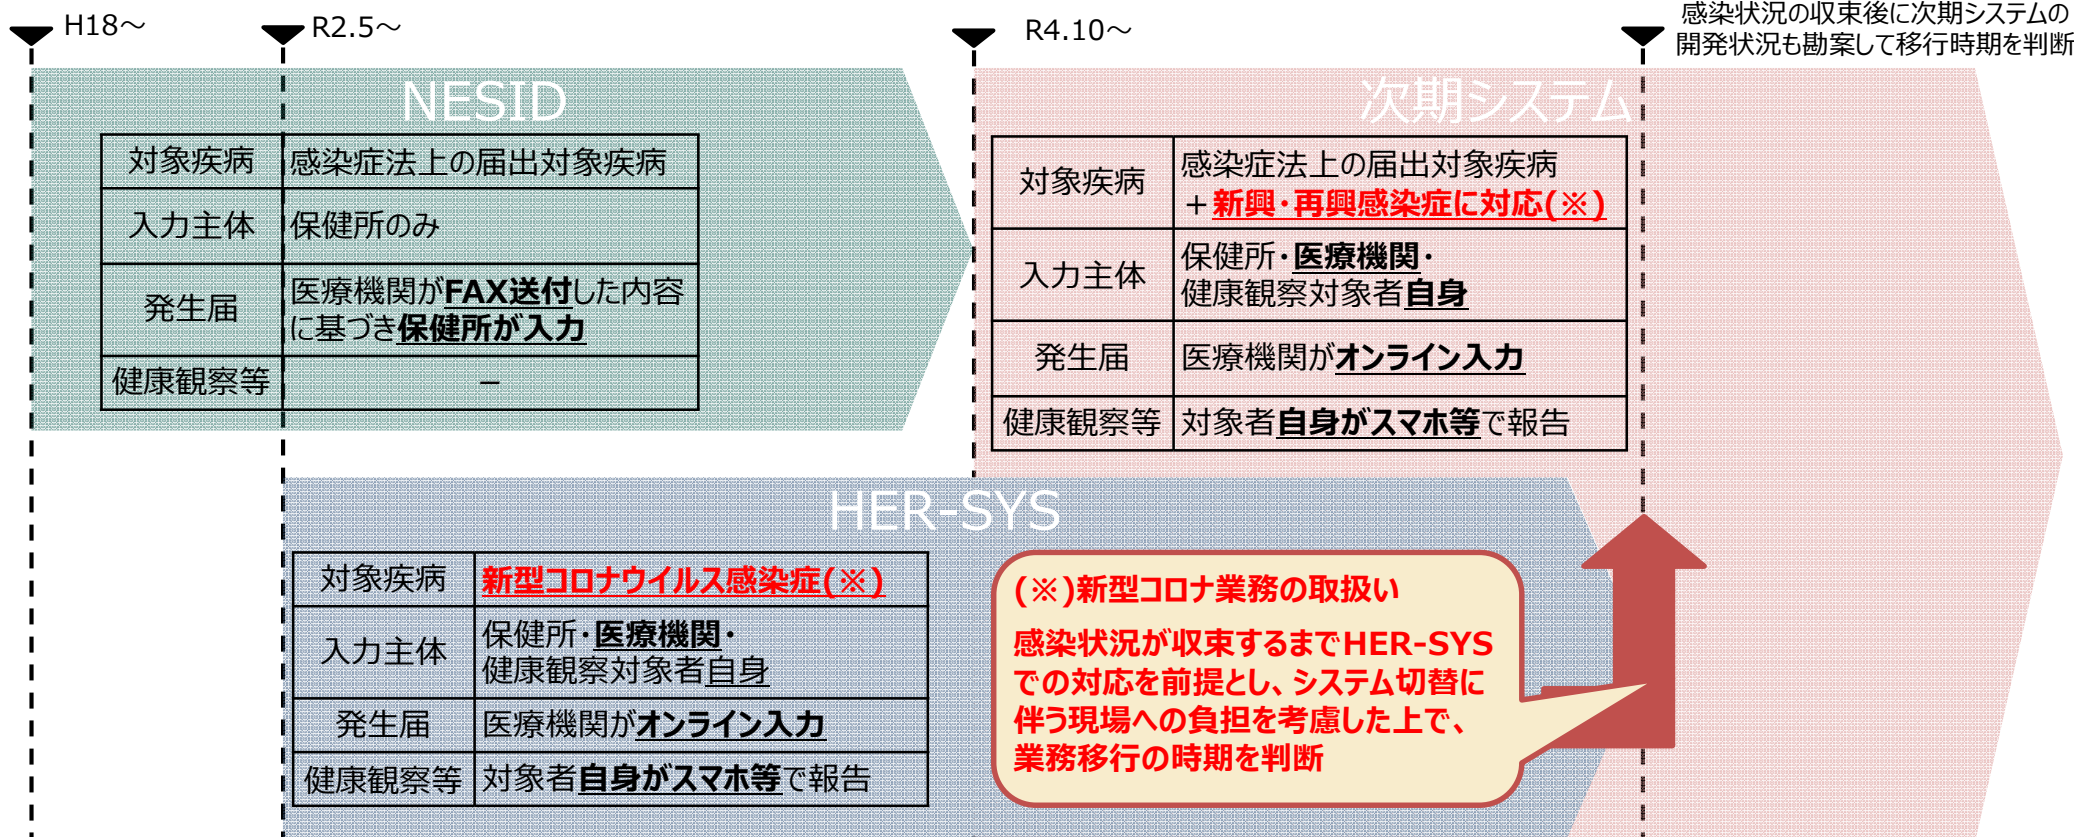 H18～
R2.5～
R4.10～
感染状況の収束後に次期システムの
開発状況も勘案して移行時期を判断
NESID
対象疾病 感染症法上の届出対象疾病
入力主体 保健所のみ
発生届 医療機関がFAX送付した内容
に基づき保健所が入力
健康観察等 －
次期システム
対象疾病 感染症法上の届出対象疾病
＋新興・再興感染症に対応(※)
入力主体 保健所・医療機関・
健康観察対象者自身
発生届 医療機関がオンライン入力
健康観察等 対象者自身がスマホ等で報告
HER-SYS
対象疾病 新型コロナウイルス感染症(※)
入力主体 保健所・医療機関・
健康観察対象者自身
発生届 医療機関がオンライン入力
健康観察等 対象者自身がスマホ等で報告
(※)新型コロナ業務の取扱い
感染状況が収束するまでHER-SYS
での対応を前提とし、システム切替に
伴う現場への負担を考慮した上で、
業務移行の時期を判断